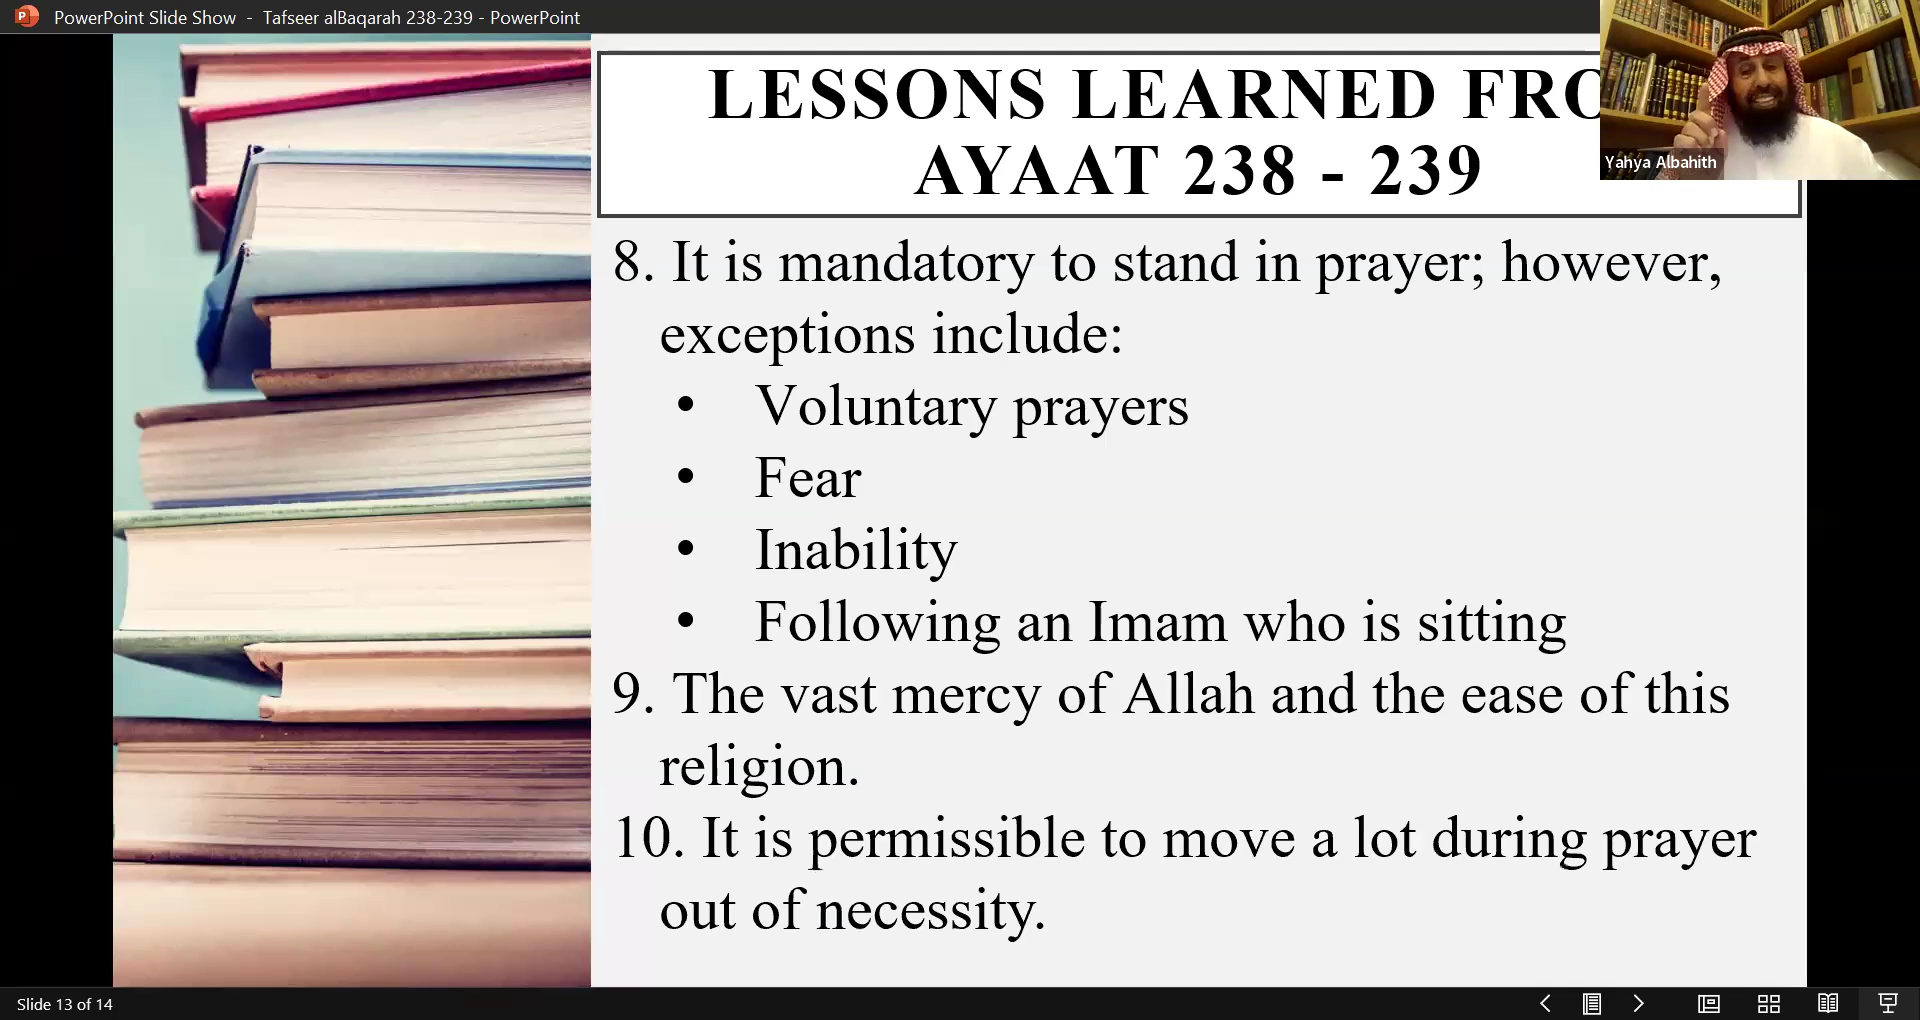 PowerPoint Slide Show - Tafseer alBaqarah 238-239 - PowerPoint
LESSONS LEARNED FRO
AYAAT 238 - 239
Yahya Albahith
8. It is mandatory to stand in prayer; however,
exceptions include:
• Voluntary prayers
• Fear
• Inability
• Following an Imam who is sitting
9. The vast mercy of Allah and the ease of this
religion.
10. It is permissible to move a lot during prayer
out of necessity.
Slide 13 of 14